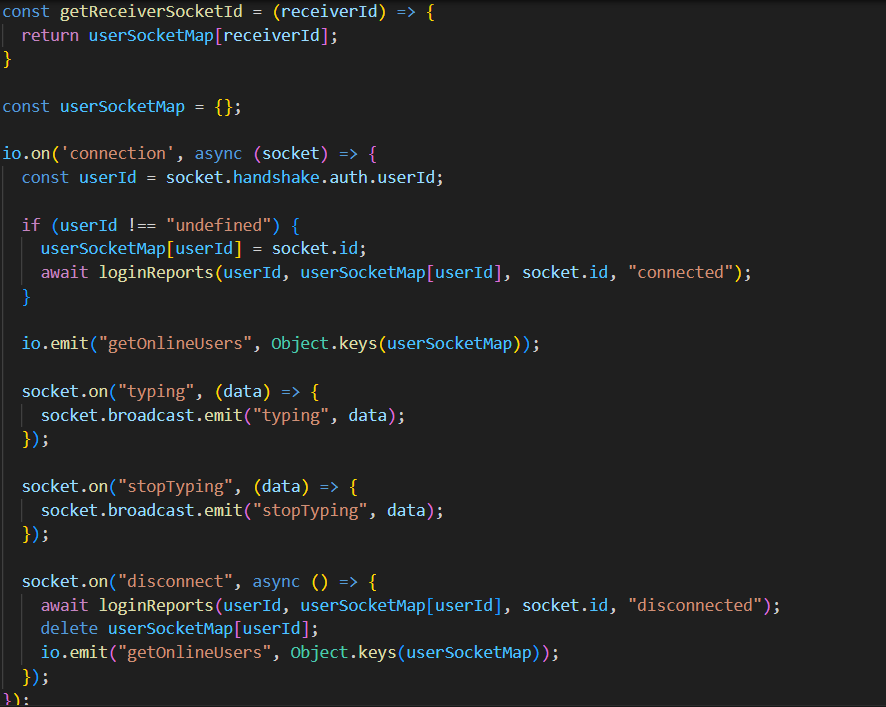 const getReceiverSocketId = (receiverId) => {
  return userSocketMap[receiverId];
}

const userSocketMap = {};

io.on('connection', async (socket) => {
  const userId = socket.handshake.auth.userId;

  if (userId !== "undefined") {
    userSocketMap[userId] = socket.id;
    await loginReports(userId, userSocketMap[userId], socket.id, "connected");
  }

  io.emit("getOnlineUsers", Object.keys(userSocketMap));

  socket.on("typing", (data) => {
    socket.broadcast.emit("typing", data);
  });

  socket.on("stopTyping", (data) => {
    socket.broadcast.emit("stopTyping", data);
  });

  socket.on("disconnect", async () => {
    await loginReports(userId, userSocketMap[userId], socket.id, "disconnected");
    delete userSocketMap[userId];
    io.emit("getOnlineUsers", Object.keys(userSocketMap));
  });
});